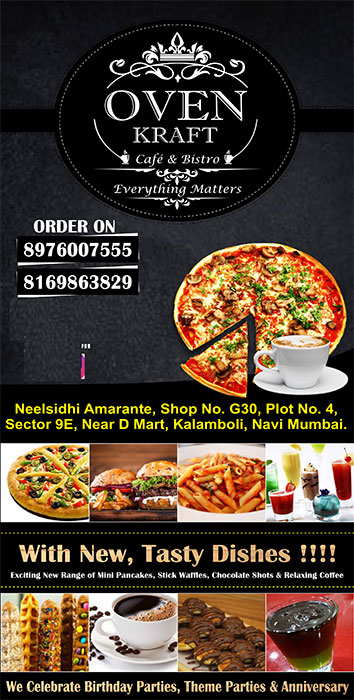 OVEN
KRAFT
Café & Bistro
Everything Matters
ORDER ON
8976007555
8169863829
FUN
Neelsidhi Amarante, Shop No. G30, Plot No. 4,
Sector 9E, Near D Mart, Kalamboli, Navi Mumbai.
With New, Tasty Dishes !!!!
Exciting New Range of Mini Pancakes, Stick Waffles, Chocolate Shots & Relaxing Coffee
We Celebrate Birthday Parties, Theme Parties & Anniversary